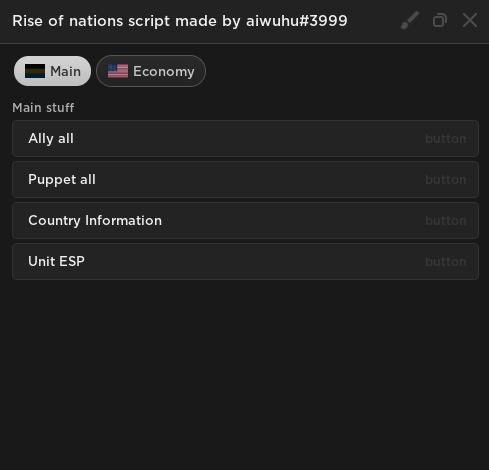 Rise of nations script made by aiwuhu#3999
Main Economy
Main stuff
Ally all button
Puppet all button
Country Information button
Unit ESP button